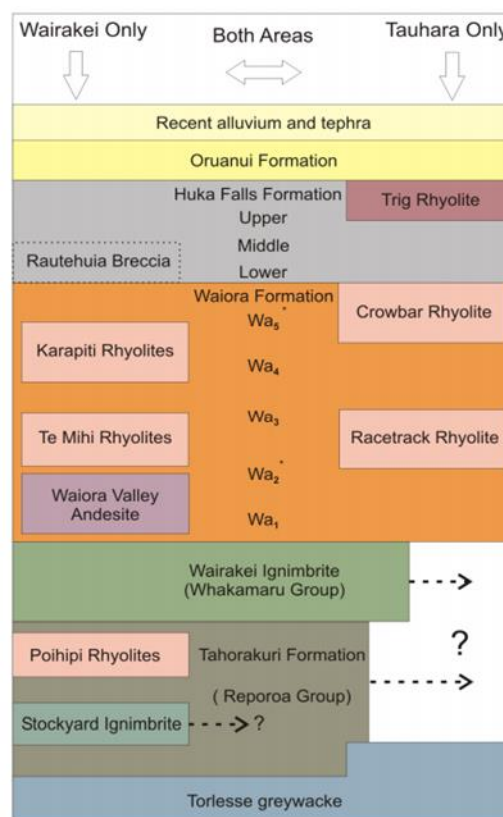 Wairakei Only
Both Areas
Tauhara Only
Recent alluvium and tephra
Oruanui Formation
Huka Falls Formation
Trig Rhyolite
Upper
Middle
Rautehuia Breccia
Lower
Waiora Formation
Crowbar Rhyolite
Wa₅*
Karapiti Rhyolites
Wa₄
Te Mihi Rhyolites
Wa₃
Racetrack Rhyolite
Wa₂*
Waiora Valley
Andesite
Wa₁
Wairakei Ignimbrite
(Whakamaru Group)
?
Poihipi Rhyolites
Tahorakuri Formation
( Reporoa Group)
Stockyard Ignimbrite
?
Torlesse greywacke